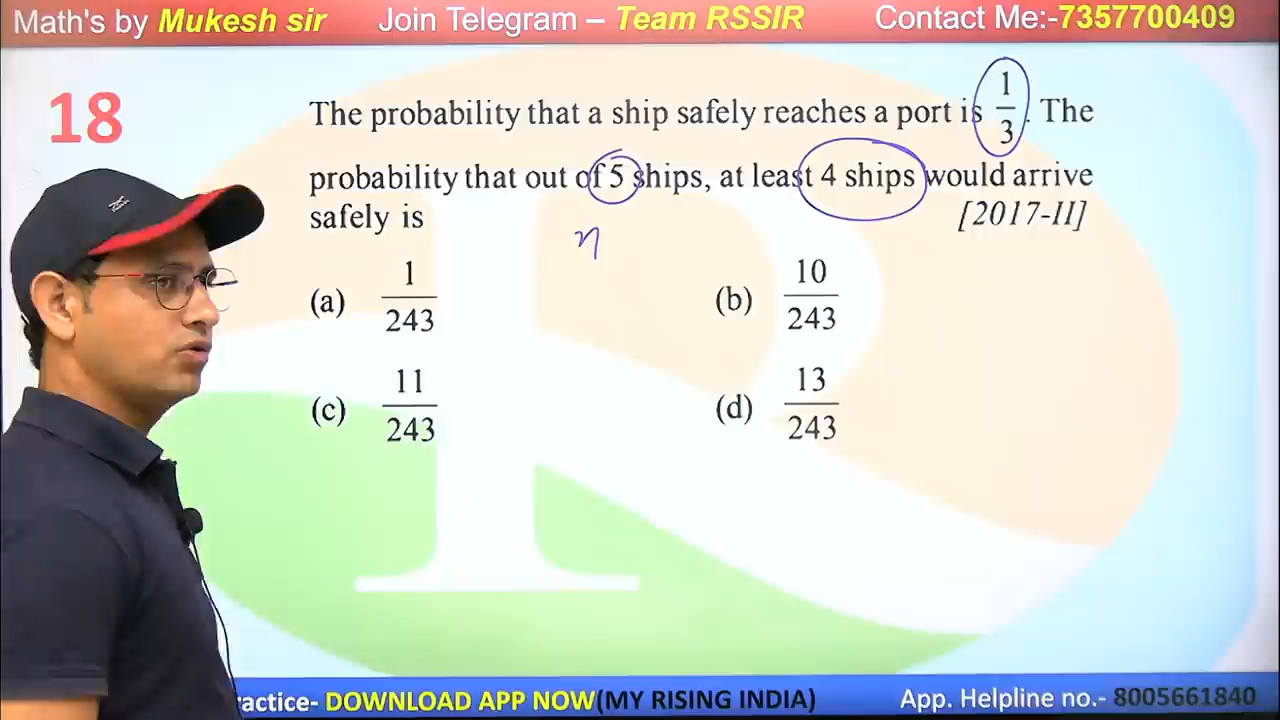 Math's by Mukesh sir Join Telegram – Team RSSIR Contact Me:-7357700409
18
The probability that a ship safely reaches a port is 1/3. The
probability that out of 5 ships, at least 4 ships would arrive
safely is [2017-II]
n
(a) 1/243 (b) 10/243
(c) 11/243 (d) 13/243
R
ractice- DOWNLOAD APP NOW(MY RISING INDIA) App. Helpline no.- 8005661840